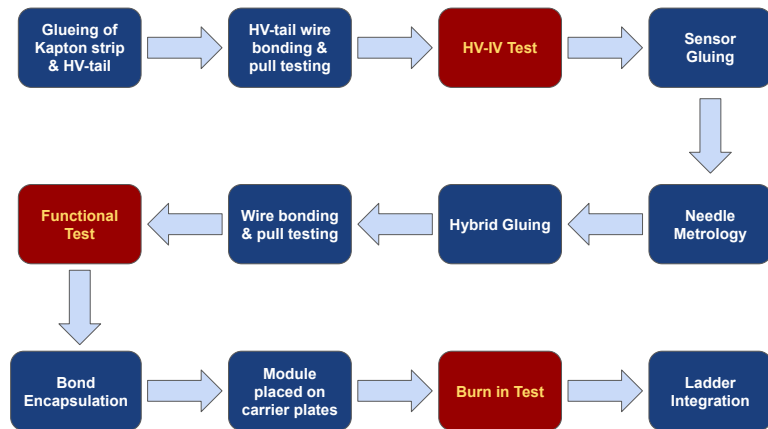 Glueing of
Kapton strip
& HV-tail
HV-tail wire
bonding &
pull testing
HV-IV Test
Sensor
Gluing
Functional
Test
Wire bonding
& pull testing
Hybrid Gluing
Needle
Metrology
Bond
Encapsulation
Module
placed on
carrier plates
Burn in Test
Ladder
Integration